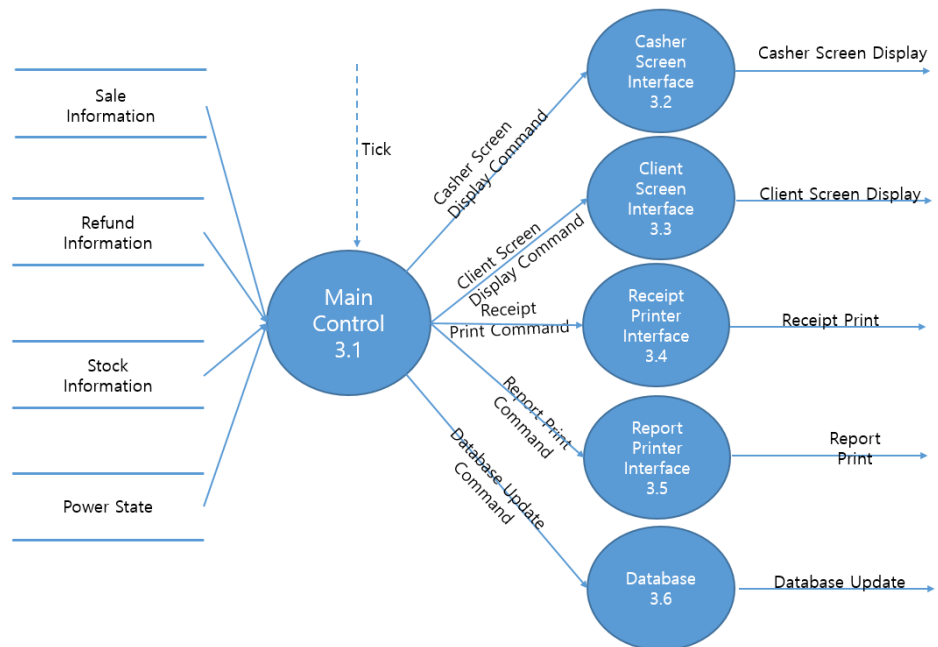 Sale
Information
Refund
Information
Stock
Information
Power State
Tick
Main
Control
3.1
Casher Screen
Display Command
Client Screen
Display Command
Receipt
Print Command
Report Print
Command
Database Update
Command
Casher
Screen
Interface
3.2
Client
Screen
Interface
3.3
Receipt
Printer
Interface
3.4
Report
Printer
Interface
3.5
Database
3.6
Casher Screen Display
Client Screen Display
Receipt Print
Report
Print
Database Update